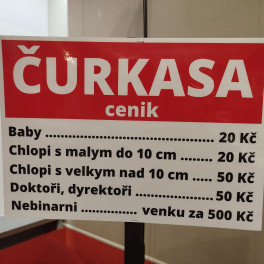 ČURKASA
cenik
Baby ........................................ 20 Kč
Chlopi s malym do 10 cm ........ 20 Kč
Chlopi s velkym nad 10 cm ..... 50 Kč
Doktoři, dyrektoři ................... 50 Kč
Nebinarni .............. venku za 500 Kč